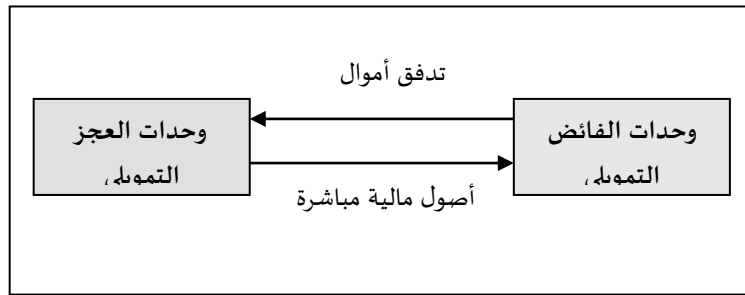 تدفق أموال
وحدات الفائض
التمويلي
وحدات العجز
التمويلي
أصول مالية مباشرة